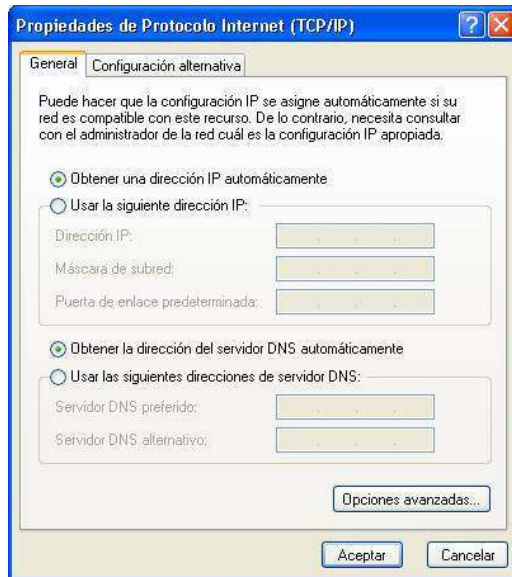 Propiedades de Protocolo Internet (TCP/IP)
General
Configuración alternativa
Puede hacer que la configuración IP se asigne automáticamente si su
red es compatible con este recurso. De lo contrario, necesita consultar
con el administrador de la red cuál es la configuración IP apropiada.
Obtener una dirección IP automáticamente
Usar la siguiente dirección IP:
Dirección IP:
Máscara de subred:
Puerta de enlace predeterminada:
Obtener la dirección del servidor DNS automáticamente
Usar las siguientes direcciones de servidor DNS:
Servidor DNS preferido:
Servidor DNS alternativo:
Opciones avanzadas...
Aceptar
Cancelar